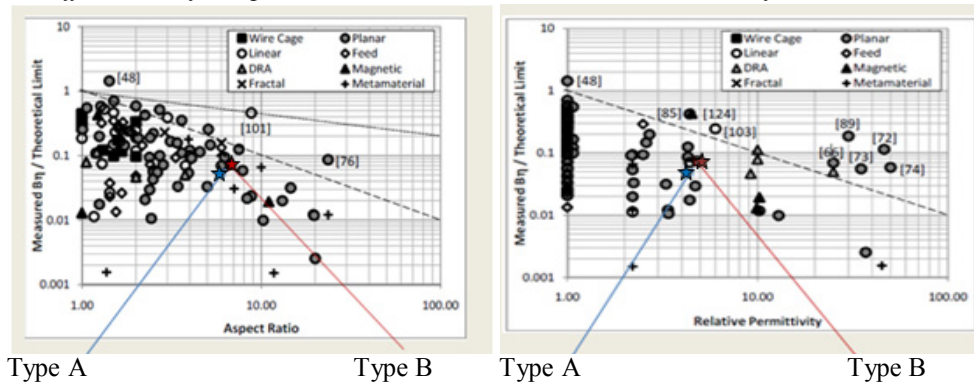 10
1
0.1
0.01
0.001
1.00
10.00
100.00
Measured Bη / Theoretical Limit
Aspect Ratio
Wire Cage
Planar
Linear
Feed
DRA
Magnetic
Fractal
Metamaterial
[48]
[101]
[76]
Type A
Type B
10
1
0.1
0.01
0.001
1.00
10.00
100.00
Measured Bη / Theoretical Limit
Relative Permittivity
Wire Cage
Planar
Linear
Feed
DRA
Magnetic
Fractal
Metamaterial
[48]
[85]
[124]
[103]
[89]
[72]
[73]
[74]
Type A
Type B